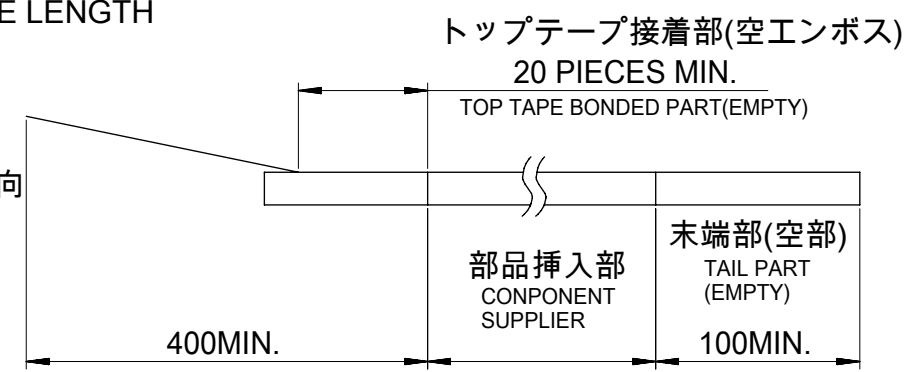 E LENGTH
トップテープ接着部(空エンボス)
20 PIECES MIN.
TOP TAPE BONDED PART(EMPTY)
向
部品挿入部
CONPONENT
SUPPLIER
末端部(空部)
TAIL PART
(EMPTY)
400MIN.
100MIN.